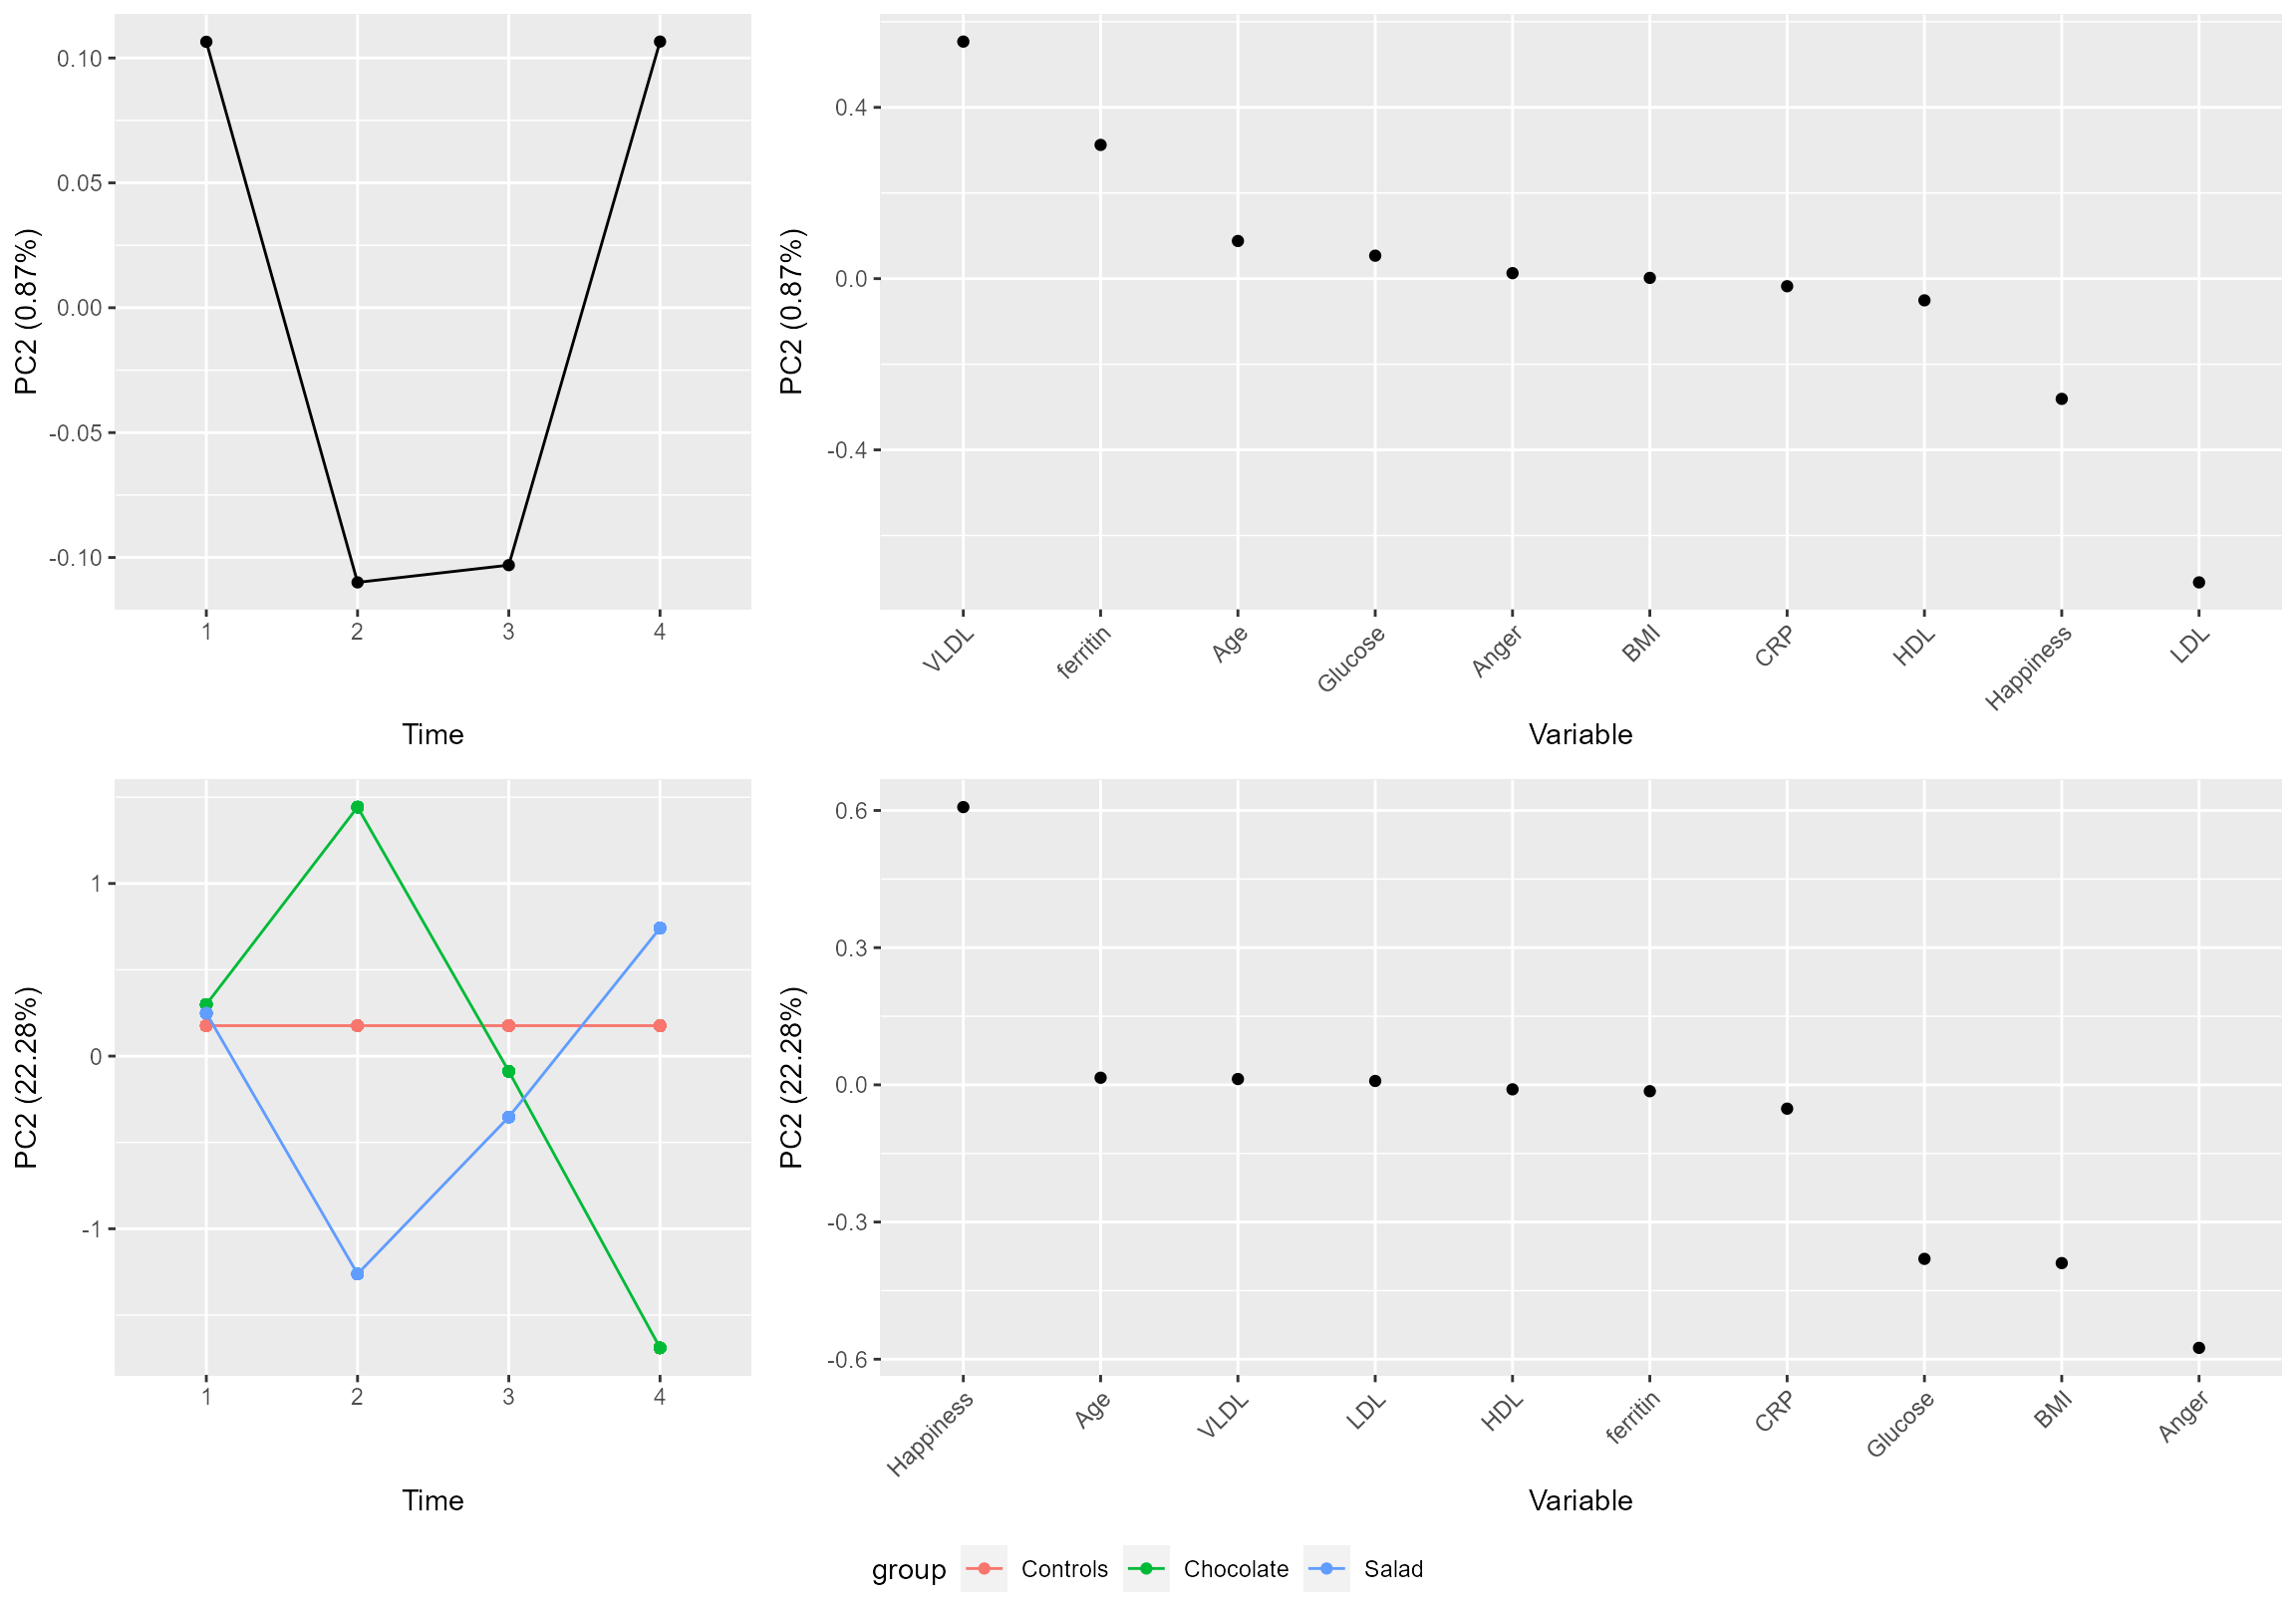 PC2 (0.87%)
0.10
0.05
0.00
-0.05
-0.10
1 2 3 4
Time
PC2 (0.87%)
0.4
0.0
-0.4
VLDL ferritin Age Glucose Anger BMI CRP HDL Happiness LDL
Variable
PC2 (22.28%)
1
0
-1
1 2 3 4
Time
PC2 (22.28%)
0.6
0.3
0.0
-0.3
-0.6
Happiness Age VLDL LDL HDL ferritin CRP Glucose BMI Anger
Variable
group Controls Chocolate Salad